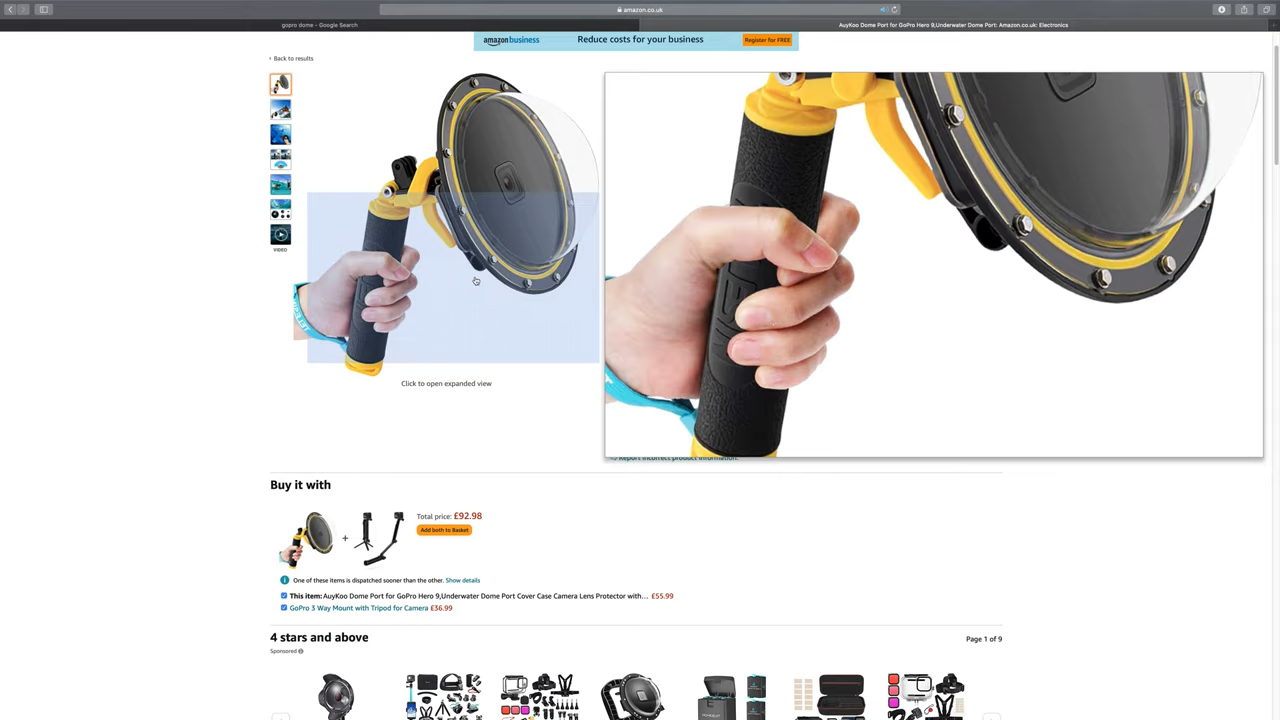 amazon.co.uk
gopro dome - Google Search
AuyKoo Dome Port for GoPro Hero 9,Underwater Dome Port: Amazon.co.uk: Electronics
amazon business
Reduce costs for your business
Register for FREE
‹ Back to results
VIDEO
Click to open expanded view
Report incorrect product information.
Buy it with
+
Total price: £92.98
Add both to Basket
One of these items is dispatched sooner than the other. Show details
This item: AuyKoo Dome Port for GoPro Hero 9,Underwater Dome Port Cover Case Camera Lens Protector with... £55.99
GoPro 3 Way Mount with Tripod for Camera £36.99
4 stars and above
Page 1 of 9
Sponsored